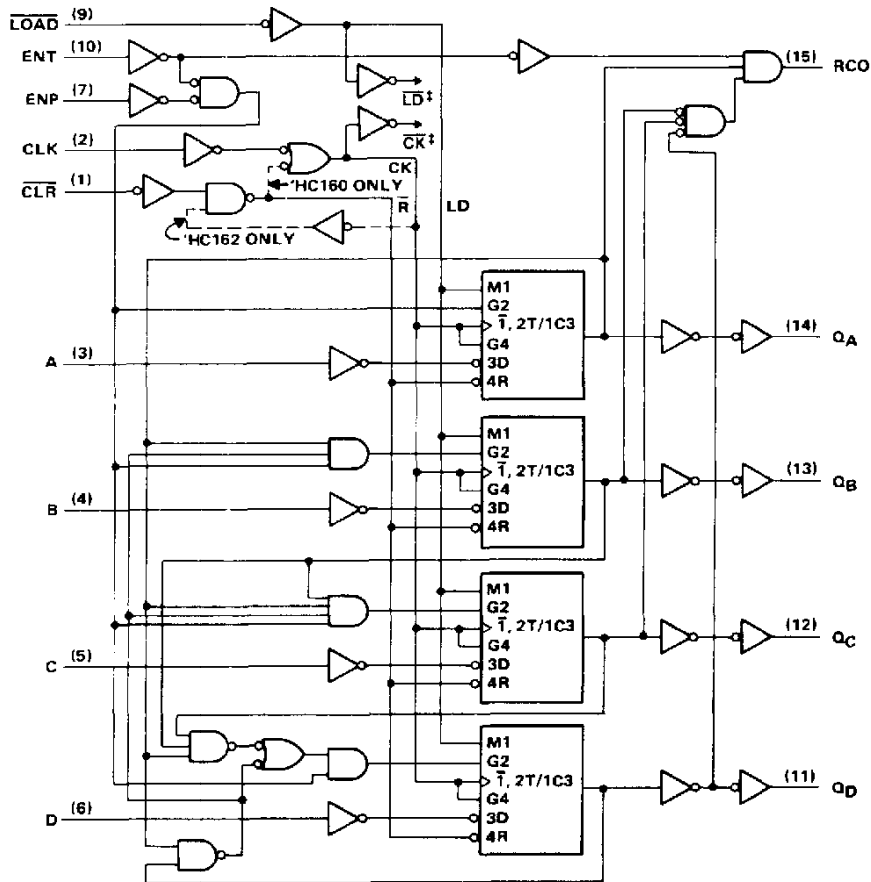 LOAD (9)
ENT (10)
(15) RCO
ENP (7)
LD‡
CLK (2)
CK‡
CK
CLR (1)
'HC160 ONLY
R
LD
'HC162 ONLY
M1
G2
1, 2T/1C3
G4
3D
4R
A (3)
(14) QA
M1
G2
1, 2T/1C3
G4
3D
4R
B (4)
(13) QB
M1
G2
1, 2T/1C3
G4
3D
4R
C (5)
(12) QC
M1
G2
1, 2T/1C3
G4
3D
4R
D (6)
(11) QD